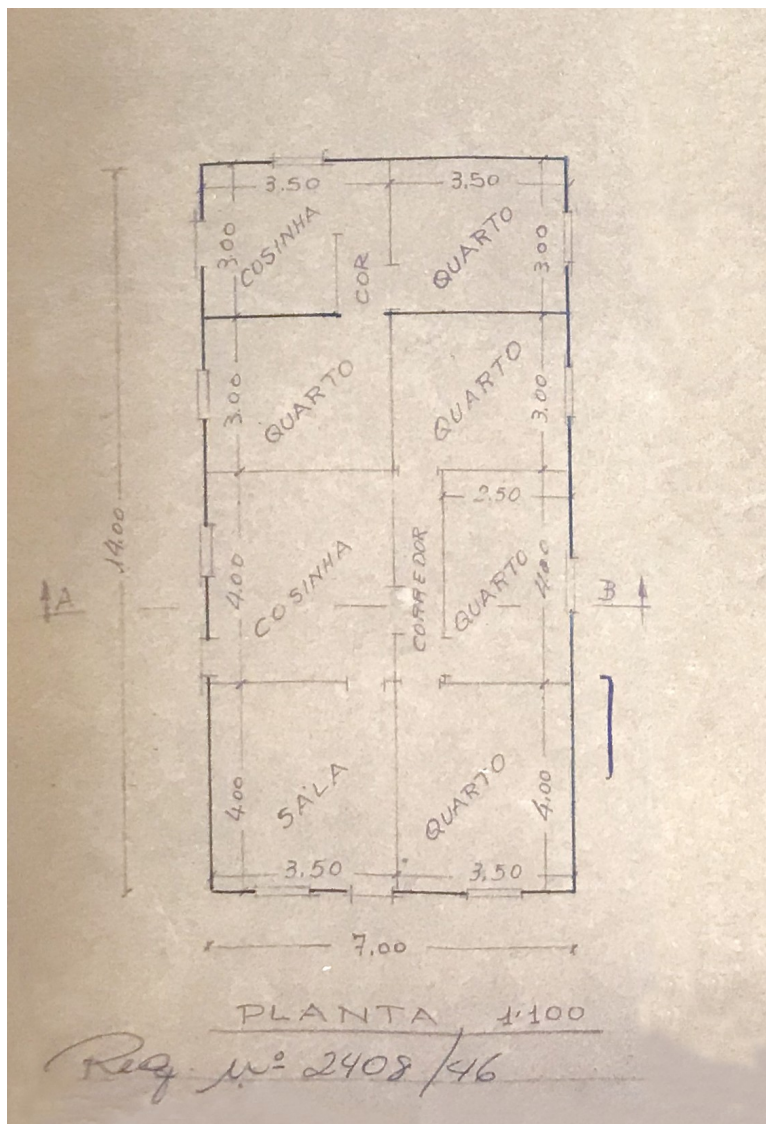 3.50
3.50
3.00
COSINHA
COR
QUARTO
3.00
3.00
QUARTO
QUARTO
3.00
14.00
2.50
4.00
COSINHA
CORREDOR
QUARTO
4.00
A
B
4.00
SALA
QUARTO
4.00
3.50
3.50
7.00
PLANTA 1:100
Req. Nº 2408/46